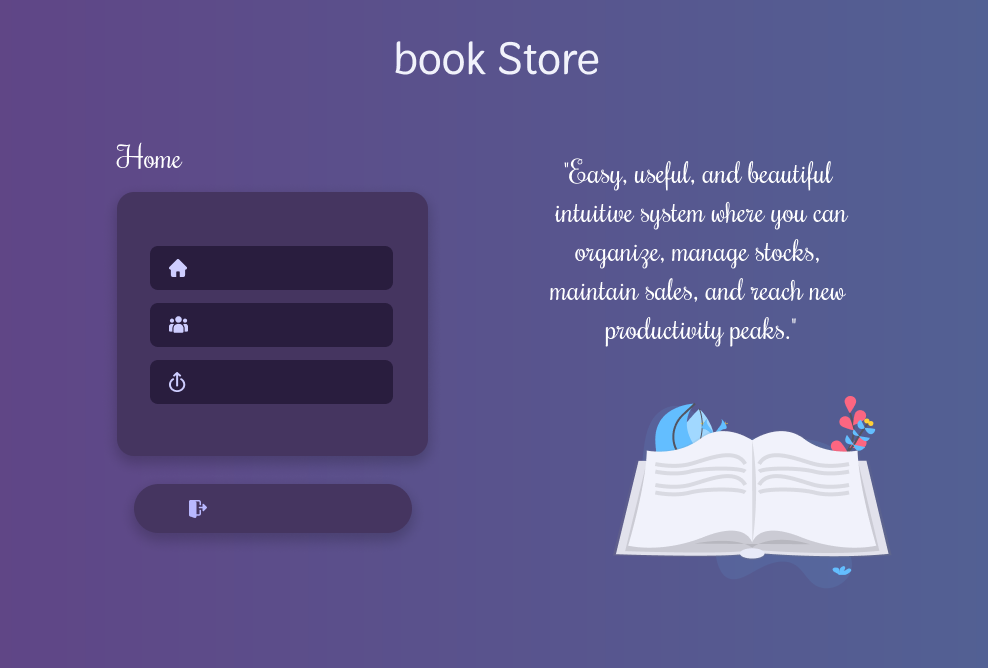 book Store
Home
"Easy, useful, and beautiful
intuitive system where you can
organize, manage stocks,
maintain sales, and reach new
productivity peaks."